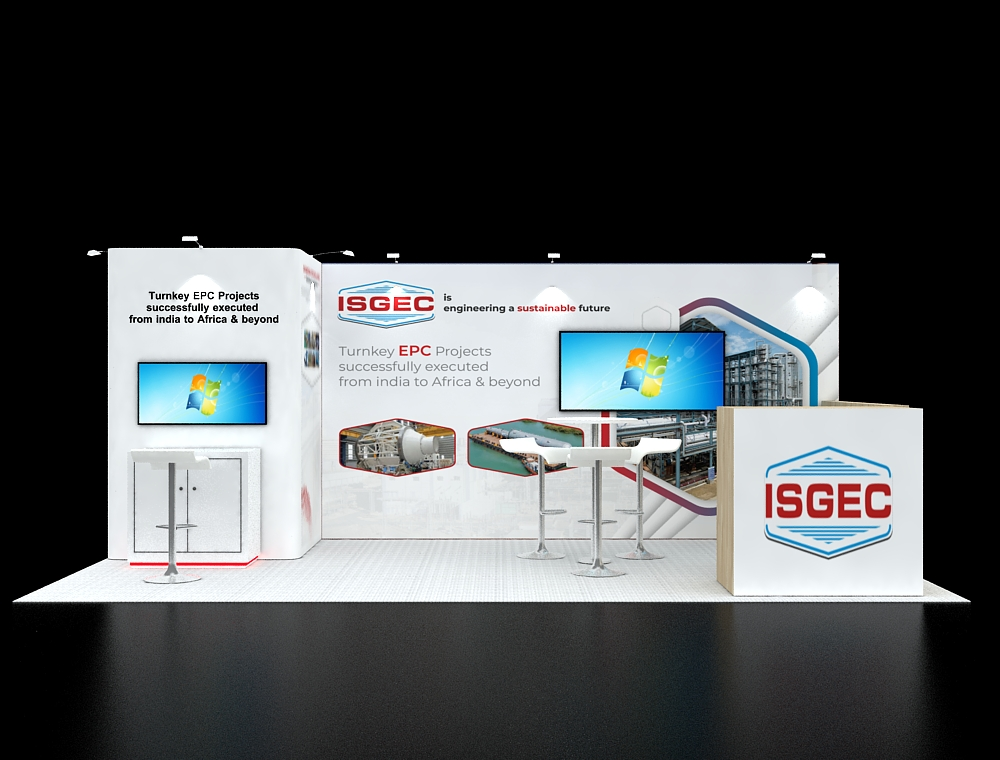 Turnkey EPC Projects
successfully executed
from india to Africa & beyond
ISGEC
is
engineering a sustainable future
Turnkey EPC Projects
successfully executed
from india to Africa & beyond
ISGEC